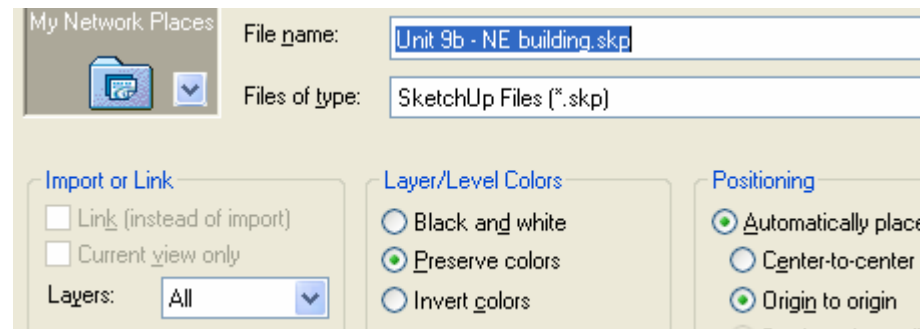 My Network Places
File name: Unit 9b - NE building.skp
Files of type: SketchUp Files (*.skp)
Import or Link
Link (instead of import)
Current view only
Layers: All
Layer/Level Colors
Black and white
Preserve colors
Invert colors
Positioning
Automatically place
Center-to-center
Origin to origin